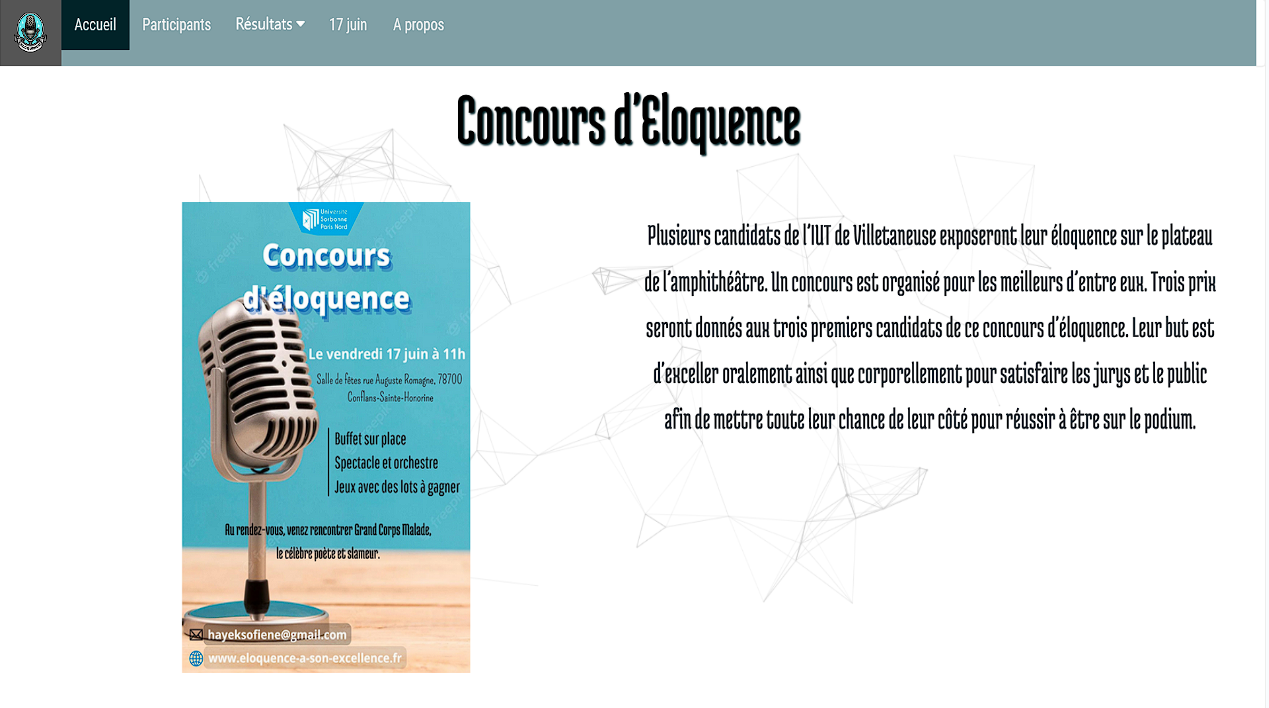 Accueil Participants Résultats 17 juin A propos
Concours d'Eloquence
Université
Sorbonne
Paris Nord
Concours
d'éloquence
Le vendredi 17 juin à 11h
Salle de fêtes rue Auguste Romagne, 78700
Conflans-Sainte-Honorine
Buffet sur place
Spectacle et orchestre
Jeux avec des lots à gagner
Au rendez-vous, venez rencontrer Grand Corps Malade,
le célèbre poète et slameur.
hayeksofiene@gmail.com
www.eloquence-a-son-excellence.fr
Plusieurs candidats de l'IUT de Villetaneuse exposeront leur éloquence sur le plateau
de l'amphithéâtre. Un concours est organisé pour les meilleurs d'entre eux. Trois prix
seront donnés aux trois premiers candidats de ce concours d'éloquence. Leur but est
d'exceller oralement ainsi que corporellement pour satisfaire les jurys et le public
afin de mettre toute leur chance de leur côté pour réussir à être sur le podium.